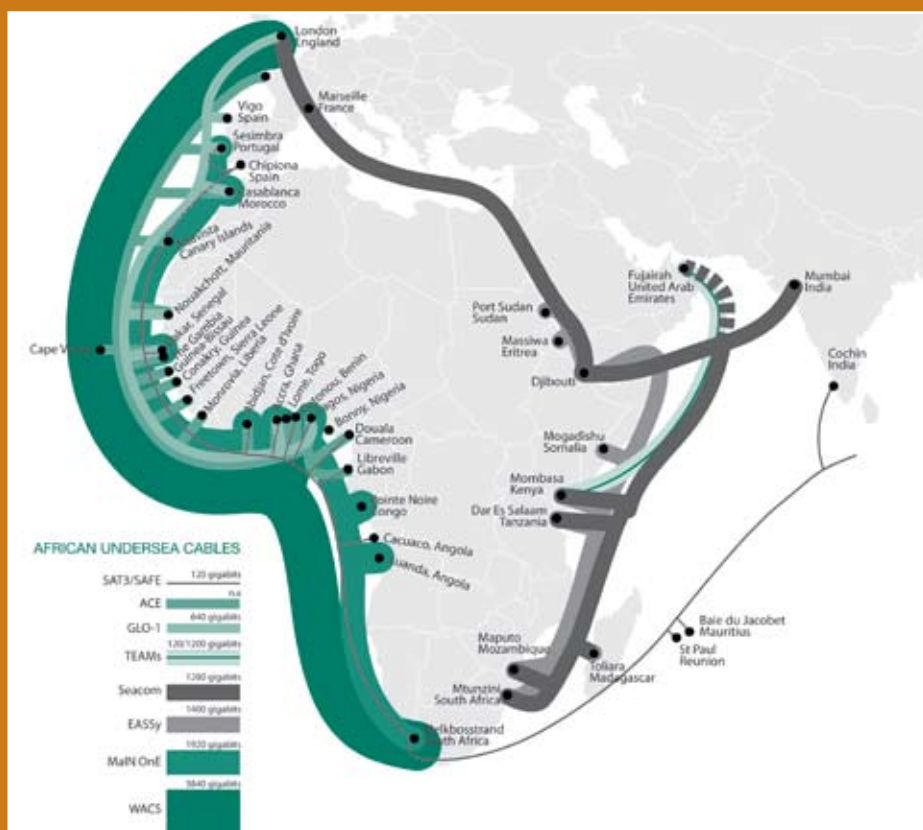 London
England
Marseille
France
Vigo
Spain
Sesimbra
Portugal
Chipiona
Spain
Casablanca
Morocco
Canary Islands
Nouakchott, Mauritania
Dakar, Senegal
The Gambia
Guinea-Bissau
Conakry, Guinea
Freetown, Sierra Leone
Monrovia, Liberia
Abidjan, Cote d'Ivoire
Accra, Ghana
Lome, Togo
Cotonou, Benin
Lagos, Nigeria
Bonny, Nigeria
Douala
Cameroon
Libreville
Gabon
Pointe Noire
Congo
Cacuaco, Angola
Luanda, Angola
Cape Verde
Port Sudan
Sudan
Massiwa
Eritrea
Djibouti
Fujairah
United Arab
Emirates
Mumbai
India
Cochin
India
Mogadishu
Somalia
Mombasa
Kenya
Dar Es Salaam
Tanzania
Maputo
Mozambique
Mtunzini
South Africa
Toliara
Madagascar
Baie du Jacobet
Mauritius
St Paul
Reunion
Melkbosstrand
South Africa
AFRICAN UNDERSEA CABLES
SAT3/SAFE 120 gigabits
ACE n.a
GLO-1 640 gigabits
TEAMs 120/1200 gigabits
Seacom 1280 gigabits
EASSy 1400 gigabits
MaIN OnE 1920 gigabits
WACS 3840 gigabits